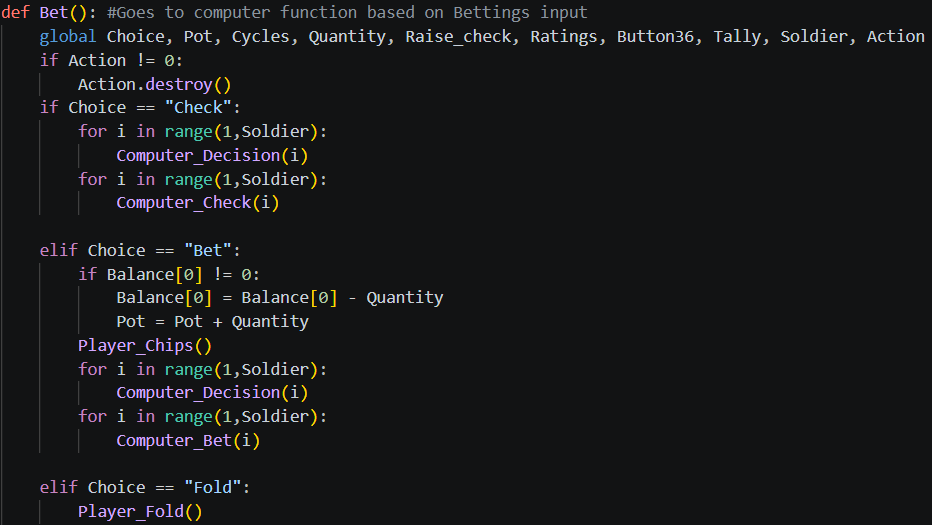 def Bet(): #Goes to computer function based on Bettings input
    global Choice, Pot, Cycles, Quantity, Raise_check, Ratings, Button36, Tally, Soldier, Action
    if Action != 0:
        Action.destroy()
    if Choice == "Check":
        for i in range(1,Soldier):
            Computer_Decision(i)
        for i in range(1,Soldier):
            Computer_Check(i)

    elif Choice == "Bet":
        if Balance[0] != 0:
            Balance[0] = Balance[0] - Quantity
            Pot = Pot + Quantity
        Player_Chips()
        for i in range(1,Soldier):
            Computer_Decision(i)
        for i in range(1,Soldier):
            Computer_Bet(i)

    elif Choice == "Fold":
        Player_Fold()